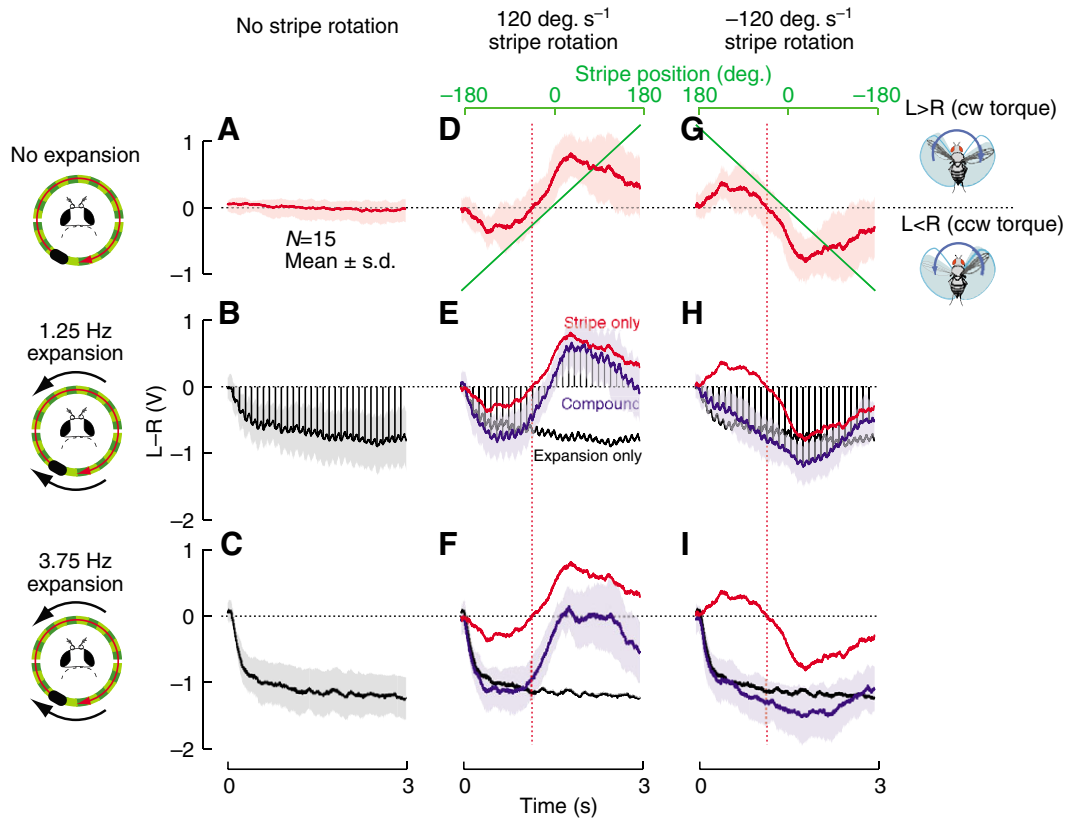 No stripe rotation
120 deg. s⁻¹
stripe rotation
−120 deg. s⁻¹
stripe rotation
Stripe position (deg.)
−180 0 180
180 0 −180
L>R (cw torque)
L<R (ccw torque)
No expansion
A
D
G
1
0
−1
N=15
Mean ± s.d.
1.25 Hz
expansion
B
E
H
1
0
−1
−2
Stripe only
Compound
Expansion only
L−R (V)
3.75 Hz
expansion
C
F
I
1
0
−1
−2
0 3
0 3
0 3
Time (s)